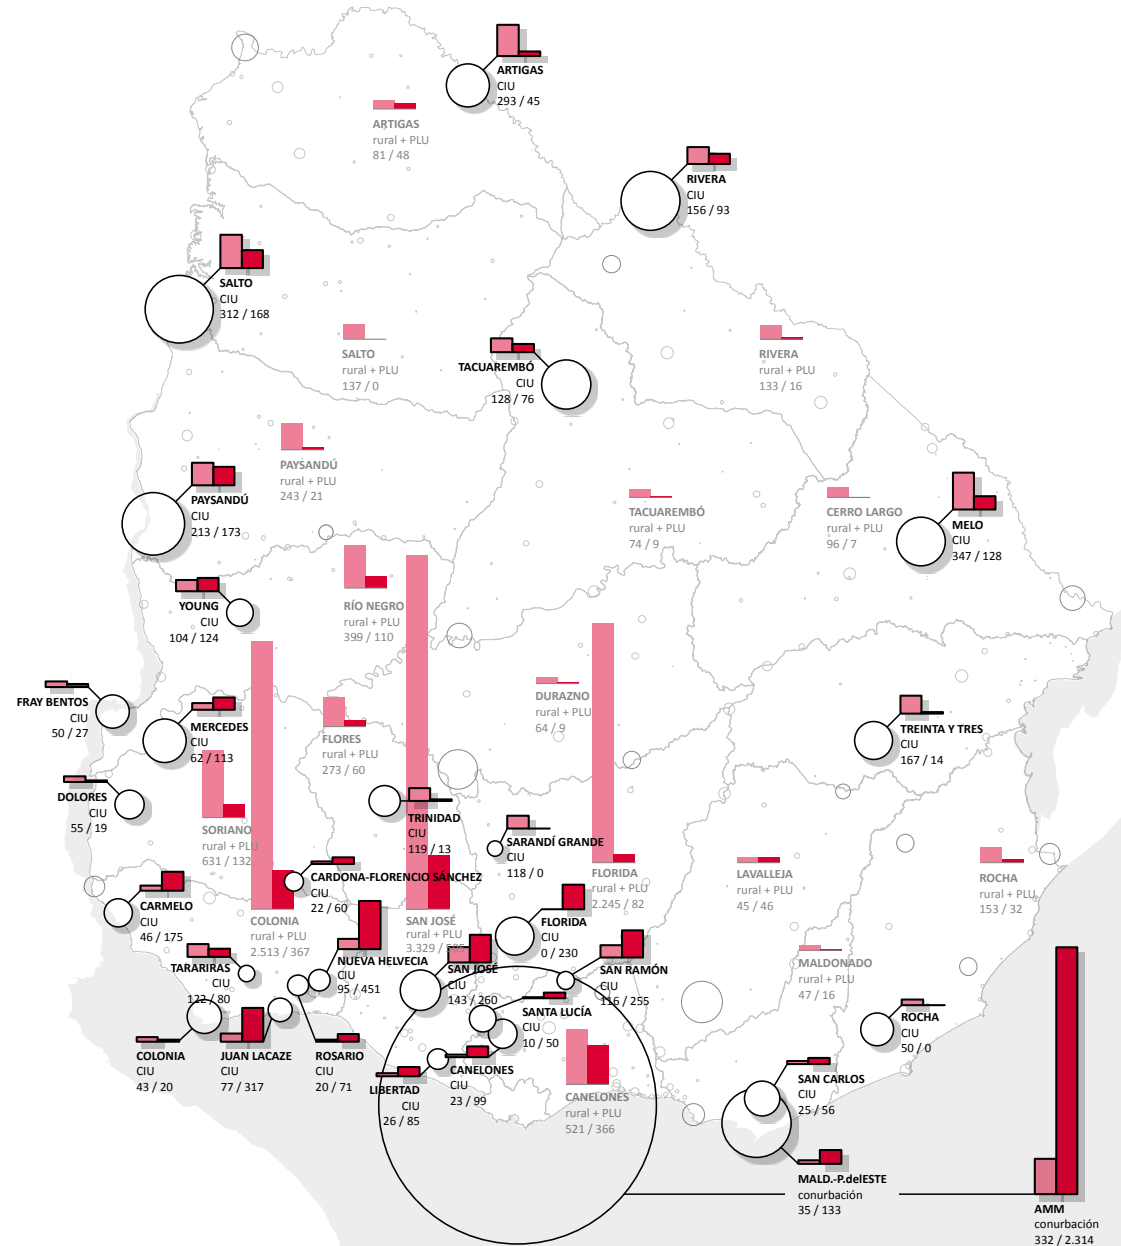 ARTIGAS
CIU
293 / 45
ARTIGAS
rural + PLU
81 / 48
RIVERA
CIU
156 / 93
SALTO
CIU
312 / 168
SALTO
rural + PLU
137 / 0
TACUAREMBÓ
CIU
128 / 76
RIVERA
rural + PLU
133 / 16
PAYSANDÚ
rural + PLU
243 / 21
PAYSANDÚ
CIU
213 / 173
TACUAREMBÓ
rural + PLU
74 / 9
CERRO LARGO
rural + PLU
96 / 7
MELO
CIU
347 / 128
YOUNG
CIU
104 / 124
RÍO NEGRO
rural + PLU
399 / 110
FRAY BENTOS
CIU
50 / 27
MERCEDES
CIU
62 / 113
FLORES
rural + PLU
273 / 60
DURAZNO
rural + PLU
64 / 9
TREINTA Y TRES
CIU
167 / 14
DOLORES
CIU
55 / 19
SORIANO
rural + PLU
631 / 132
TRINIDAD
CIU
119 / 13
SARANDÍ GRANDE
CIU
118 / 0
CARDONA-FLORENCIO SÁNCHEZ
CIU
22 / 60
FLORIDA
rural + PLU
2.245 / 82
LAVALLEJA
rural + PLU
45 / 46
ROCHA
rural + PLU
153 / 32
CARMELO
CIU
46 / 175
COLONIA
rural + PLU
2.513 / 367
SAN JOSÉ
rural + PLU
3.329 /
FLORIDA
CIU
0 / 230
TARARIRAS
CIU
122 / 80
NUEVA HELVECIA
CIU
95 / 451
SAN JOSÉ
CIU
143 / 260
SAN RAMÓN
CIU
116 / 255
MALDONADO
rural + PLU
47 / 16
SANTA LUCÍA
CIU
10 / 50
ROCHA
CIU
50 / 0
COLONIA
CIU
43 / 20
JUAN LACAZE
CIU
77 / 317
ROSARIO
CIU
20 / 71
LIBERTAD
CIU
26 / 85
CANELONES
CIU
23 / 99
CANELONES
rural + PLU
521 / 366
SAN CARLOS
CIU
25 / 56
MALD.-P.delESTE
conurbación
35 / 133
AMM
conurbación
332 / 2.314